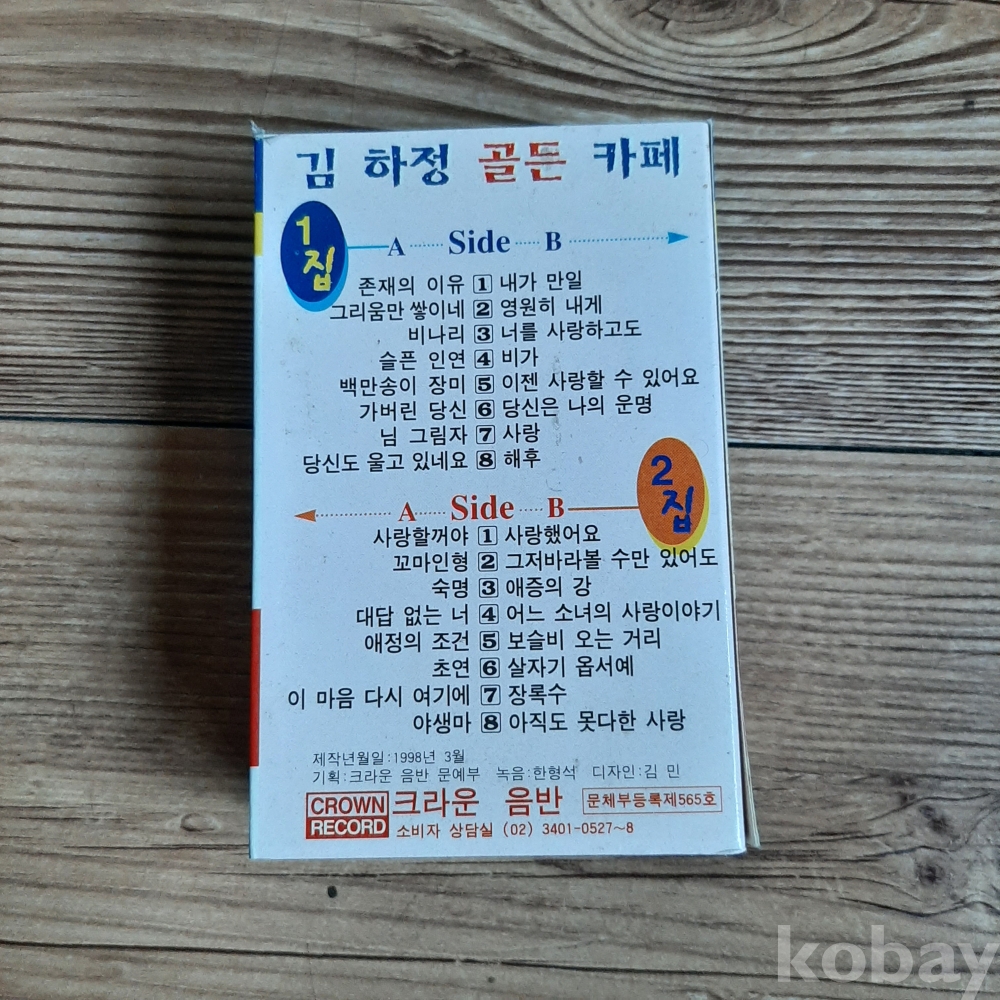 김 하정 골든 카페
1집
A Side B
존재의 이유 1 내가 만일
그리움만 쌓이네 2 영원히 내게
비나리 3 너를 사랑하고도
슬픈 인연 4 비가
백만송이 장미 5 이젠 사랑할 수 있어요
가버린 당신 6 당신은 나의 운명
님 그림자 7 사랑
당신도 울고 있네요 8 해후
2집
A Side B
사랑할꺼야 1 사랑했어요
꼬마인형 2 그저바라볼 수만 있어도
숙명 3 애증의 강
대답 없는 너 4 어느 소녀의 사랑이야기
애정의 조건 5 보슬비 오는 거리
초연 6 살자기 옵서예
이 마음 다시 여기에 7 장록수
야생마 8 아직도 못다한 사랑
제작년월일:1998년 3월
기획:크라운 음반 문예부 녹음:한형석 디자인:김 민
CROWN RECORD 크라운 음반 문체부등록제565호
소비자 상담실 (02) 3401-0527~8
kobay